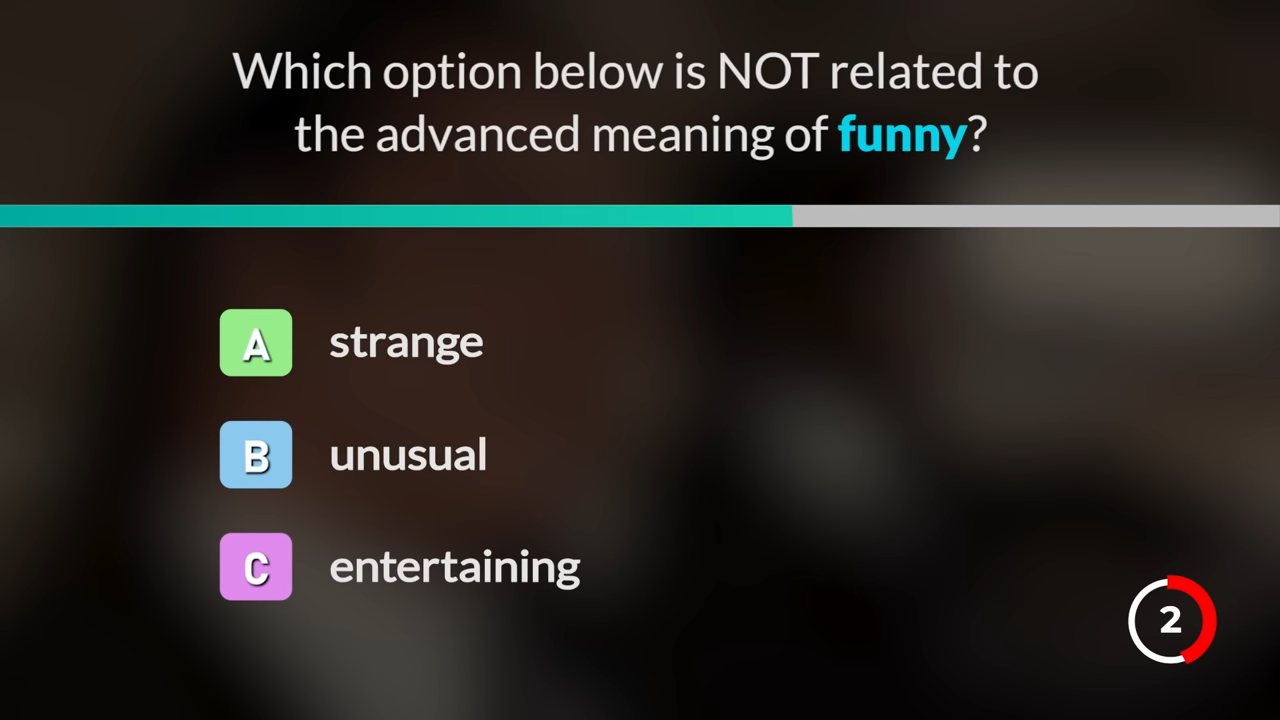 Which option below is NOT related to
the advanced meaning of funny?
A strange
B unusual
C entertaining
2